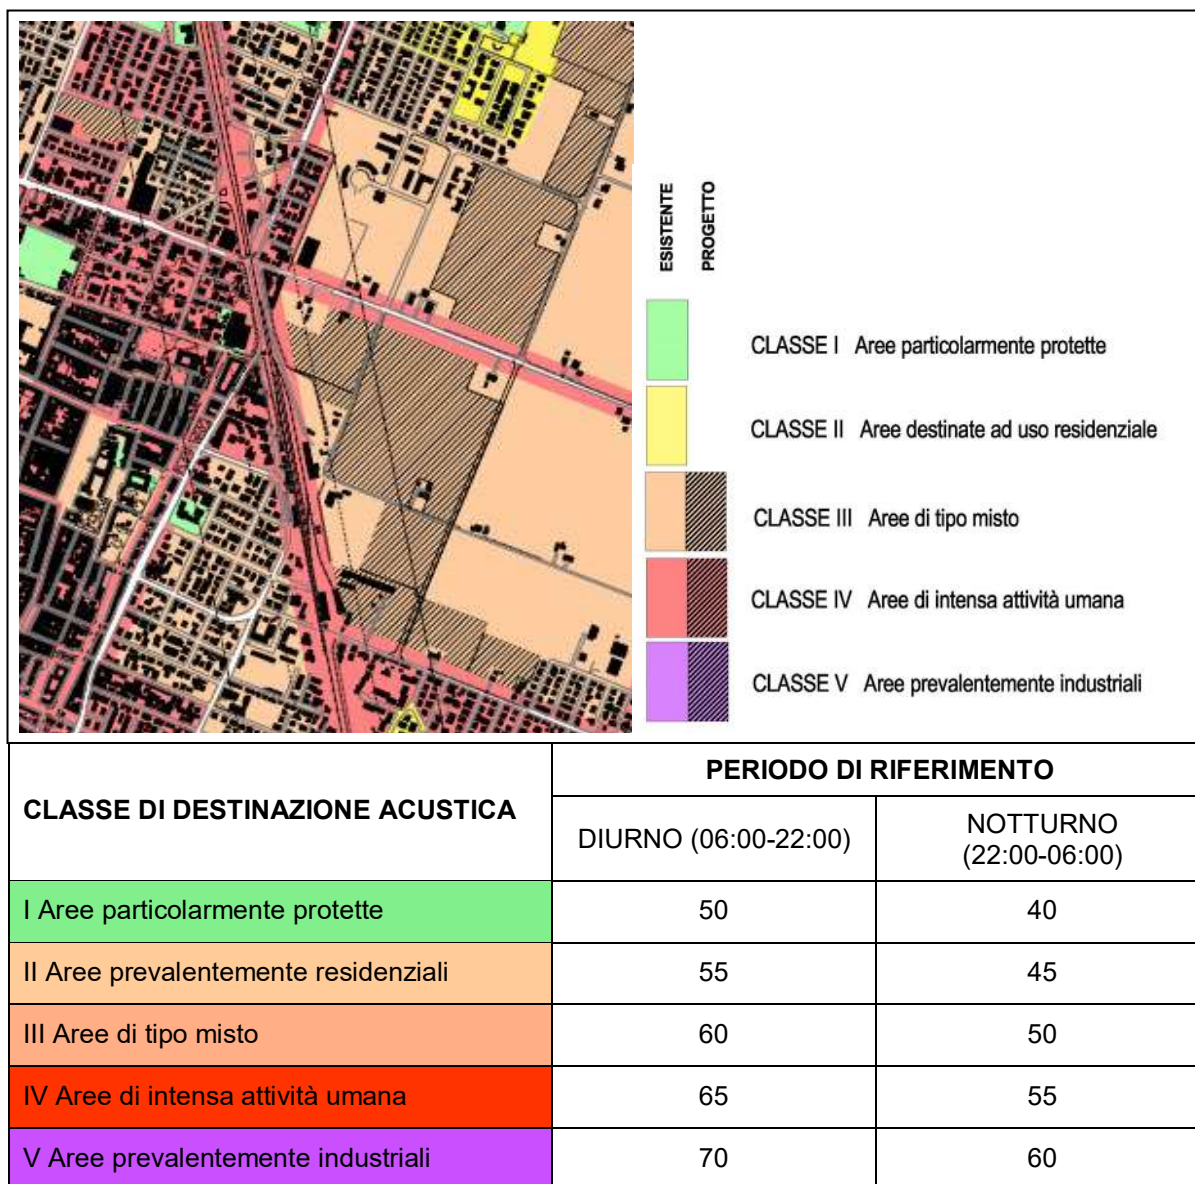 ESISTENTE
PROGETTO
CLASSE I Aree particolarmente protette
CLASSE II Aree destinate ad uso residenziale
CLASSE III Aree di tipo misto
CLASSE IV Aree di intensa attività umana
CLASSE V Aree prevalentemente industriali
CLASSE DI DESTINAZIONE ACUSTICA
PERIODO DI RIFERIMENTO
DIURNO (06:00-22:00)
NOTTURNO
(22:00-06:00)
I Aree particolarmente protette 50 40
II Aree prevalentemente residenziali 55 45
III Aree di tipo misto 60 50
IV Aree di intensa attività umana 65 55
V Aree prevalentemente industriali 70 60